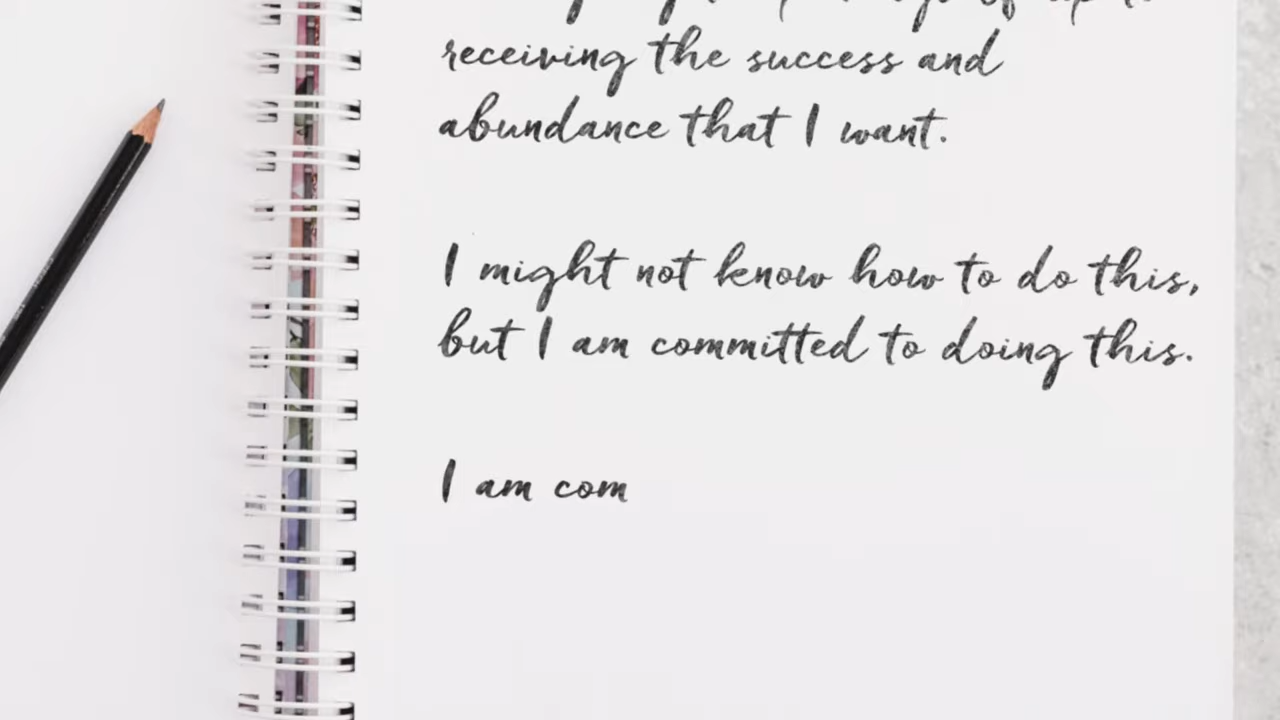 receiving the success and
abundance that I want.
I might not know how to do this,
but I am committed to doing this.
I am com